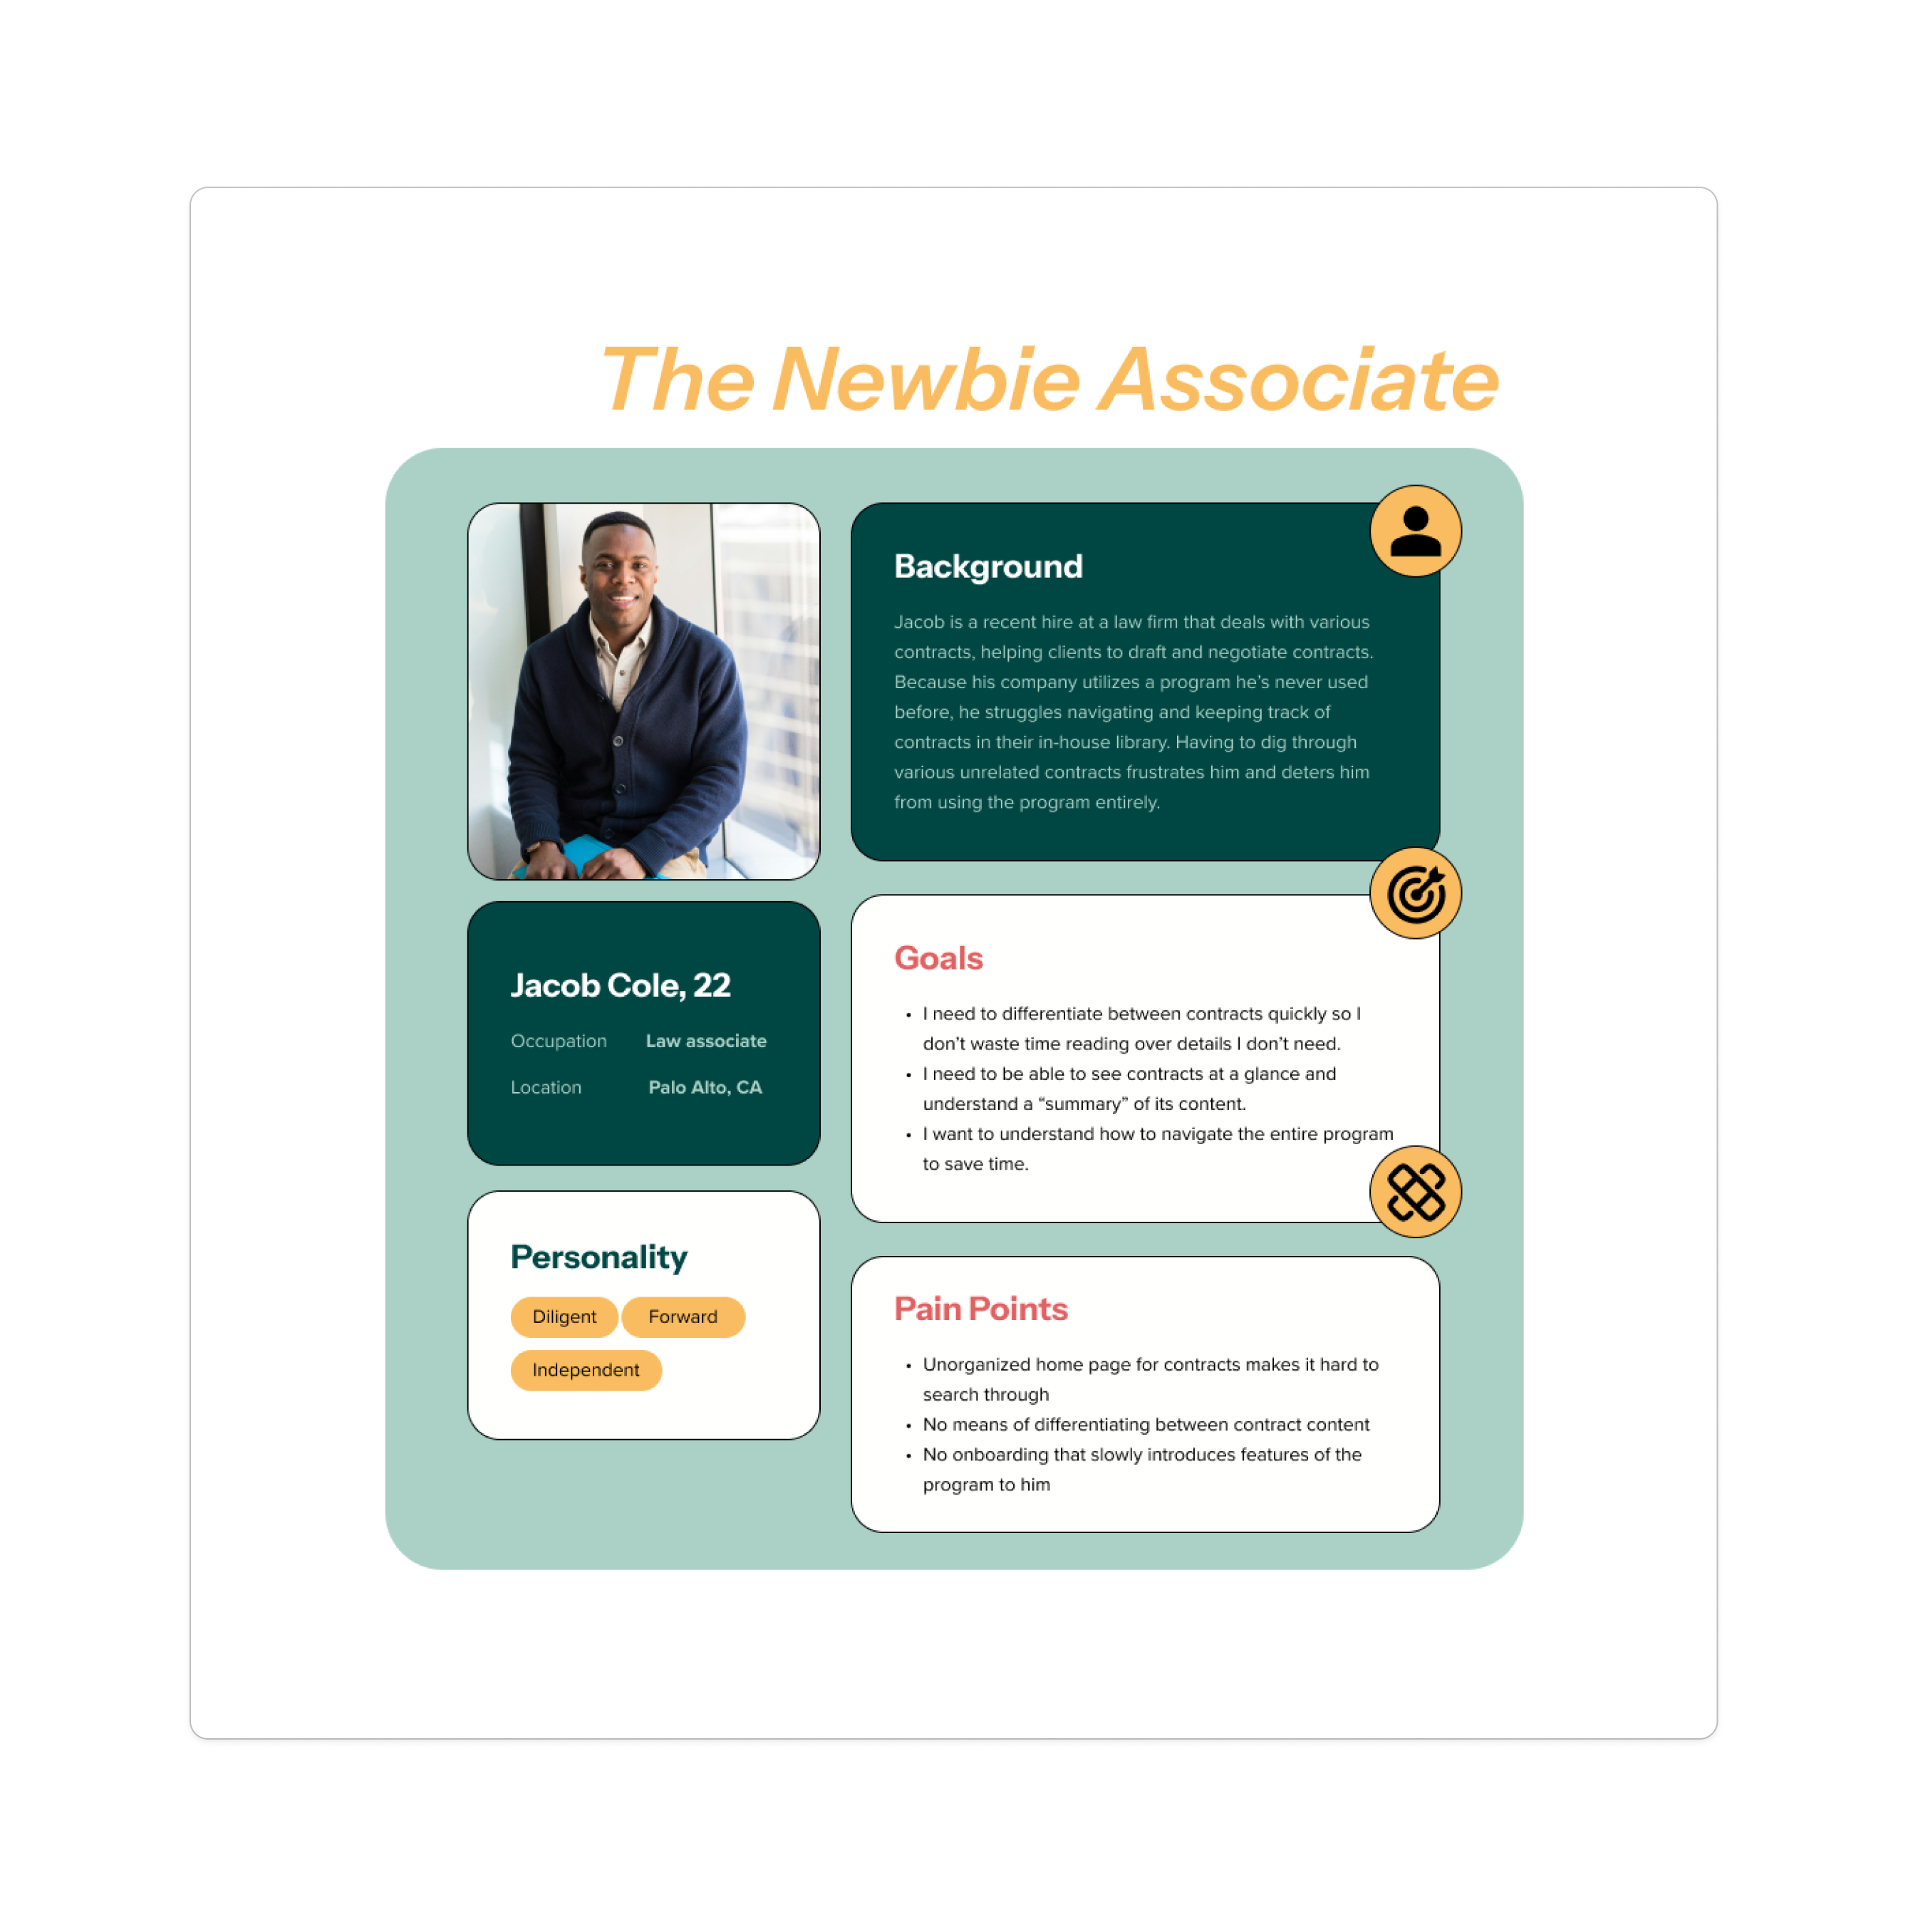 The Newbie Associate
Background
Jacob is a recent hire at a law firm that deals with various
contracts, helping clients to draft and negotiate contracts.
Because his company utilizes a program he’s never used
before, he struggles navigating and keeping track of
contracts in their in-house library. Having to dig through
various unrelated contracts frustrates him and deters him
from using the program entirely.
Jacob Cole, 22
Occupation Law associate
Location Palo Alto, CA
Personality
Diligent Forward
Independent
Goals
• I need to differentiate between contracts quickly so I
don’t waste time reading over details I don’t need.
• I need to be able to see contracts at a glance and
understand a “summary” of its content.
• I want to understand how to navigate the entire program
to save time.
Pain Points
• Unorganized home page for contracts makes it hard to
search through
• No means of differentiating between contract content
• No onboarding that slowly introduces features of the
program to him